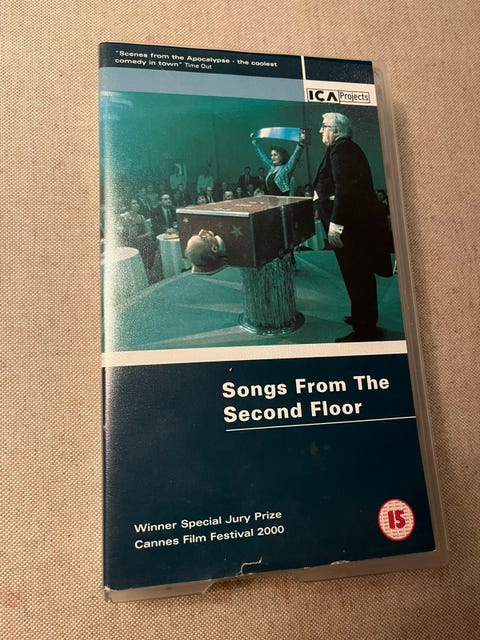 "Scenes from the Apocalypse - the coolest
comedy in town" Time Out
ICA Projects
Songs From The
Second Floor
Winner Special Jury Prize
Cannes Film Festival 2000
15